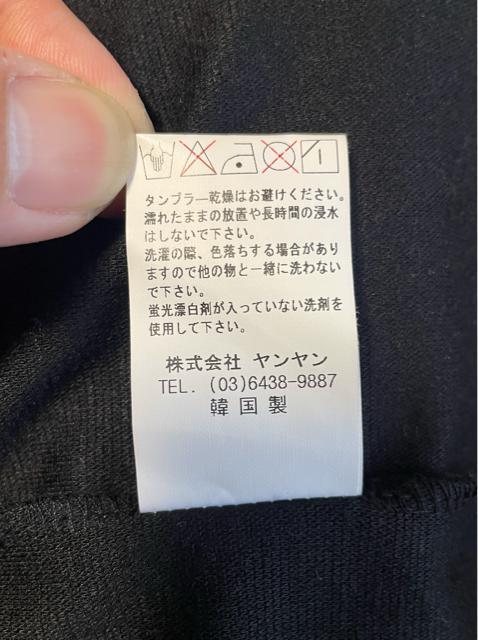 タンブラー乾燥はお避けください。
濡れたままの放置や長時間の浸水
はしないで下さい。
洗濯の際、色落ちする場合があり
ますので他の物と一緒に洗わない
で下さい。
蛍光漂白剤が入っていない洗剤を
使用して下さい。
株式会社 ヤンヤン
TEL. (03)6438-9887
韓国製